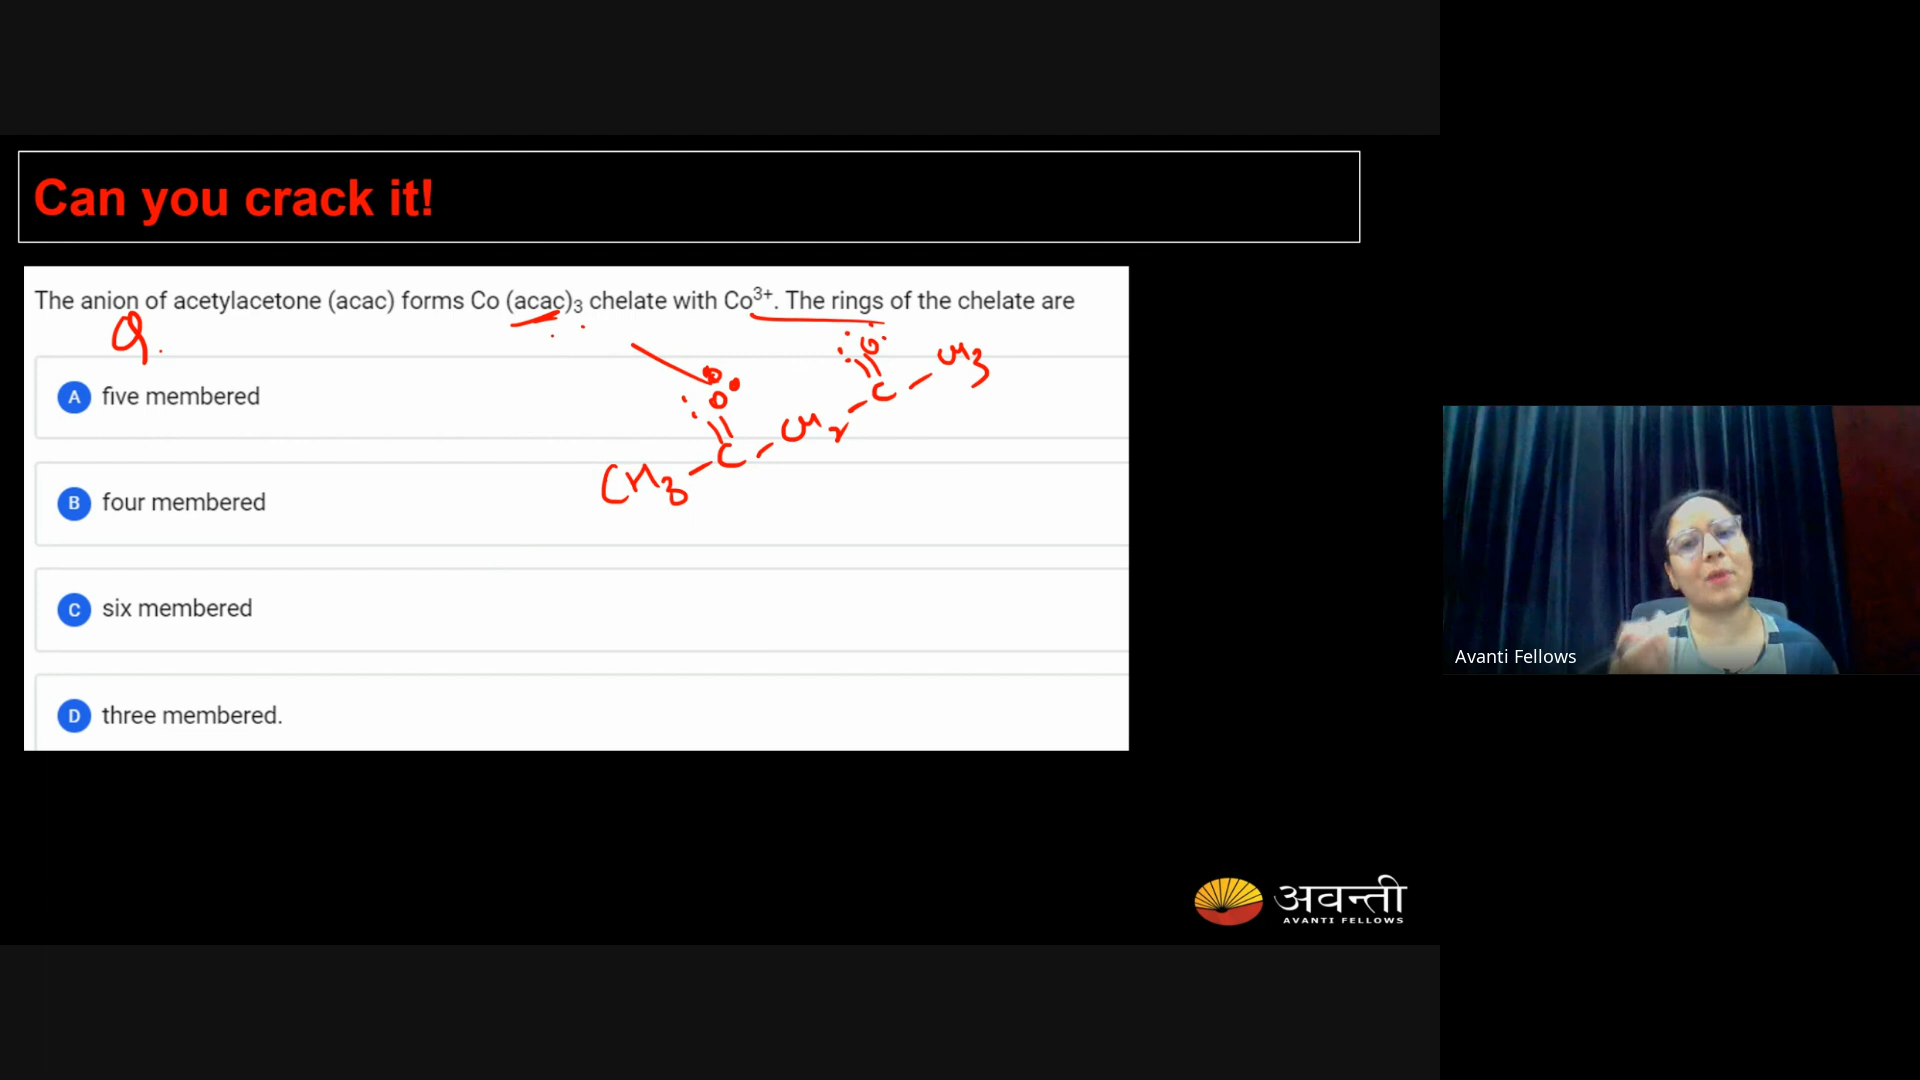 Can you crack it!
The anion of acetylacetone (acac) forms Co (acac)₃ chelate with Co³⁺. The rings of the chelate are
A five membered
B four membered
C six membered
D three membered.
O
O
CH₃ - C - CH₂ - C - CH₃
Avanti Fellows
अवन्ती
AVANTI FELLOWS